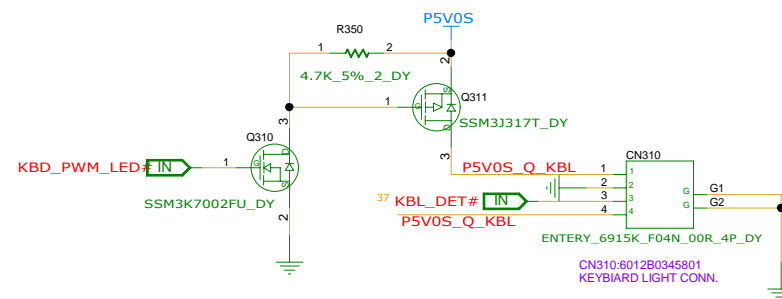 P5V0S
R350
1
2
2
4.7K_5%_2_DY
S
Q311
1
G
SSM3J317T_DY
D
3
3
Q310
D
KBD_PWM_LED#
IN
1
G
S
SSM3K7002FU_DY
2
3
P5V0S_Q_KBL
CN310
1
1
2
2
G
G1
37
KBL_DET#
IN
3
3
G
G2
P5V0S_Q_KBL
4
4
ENTERY_6915K_F04N_00R_4P_DY
CN310:6012B0345801
KEYBIARD LIGHT CONN.